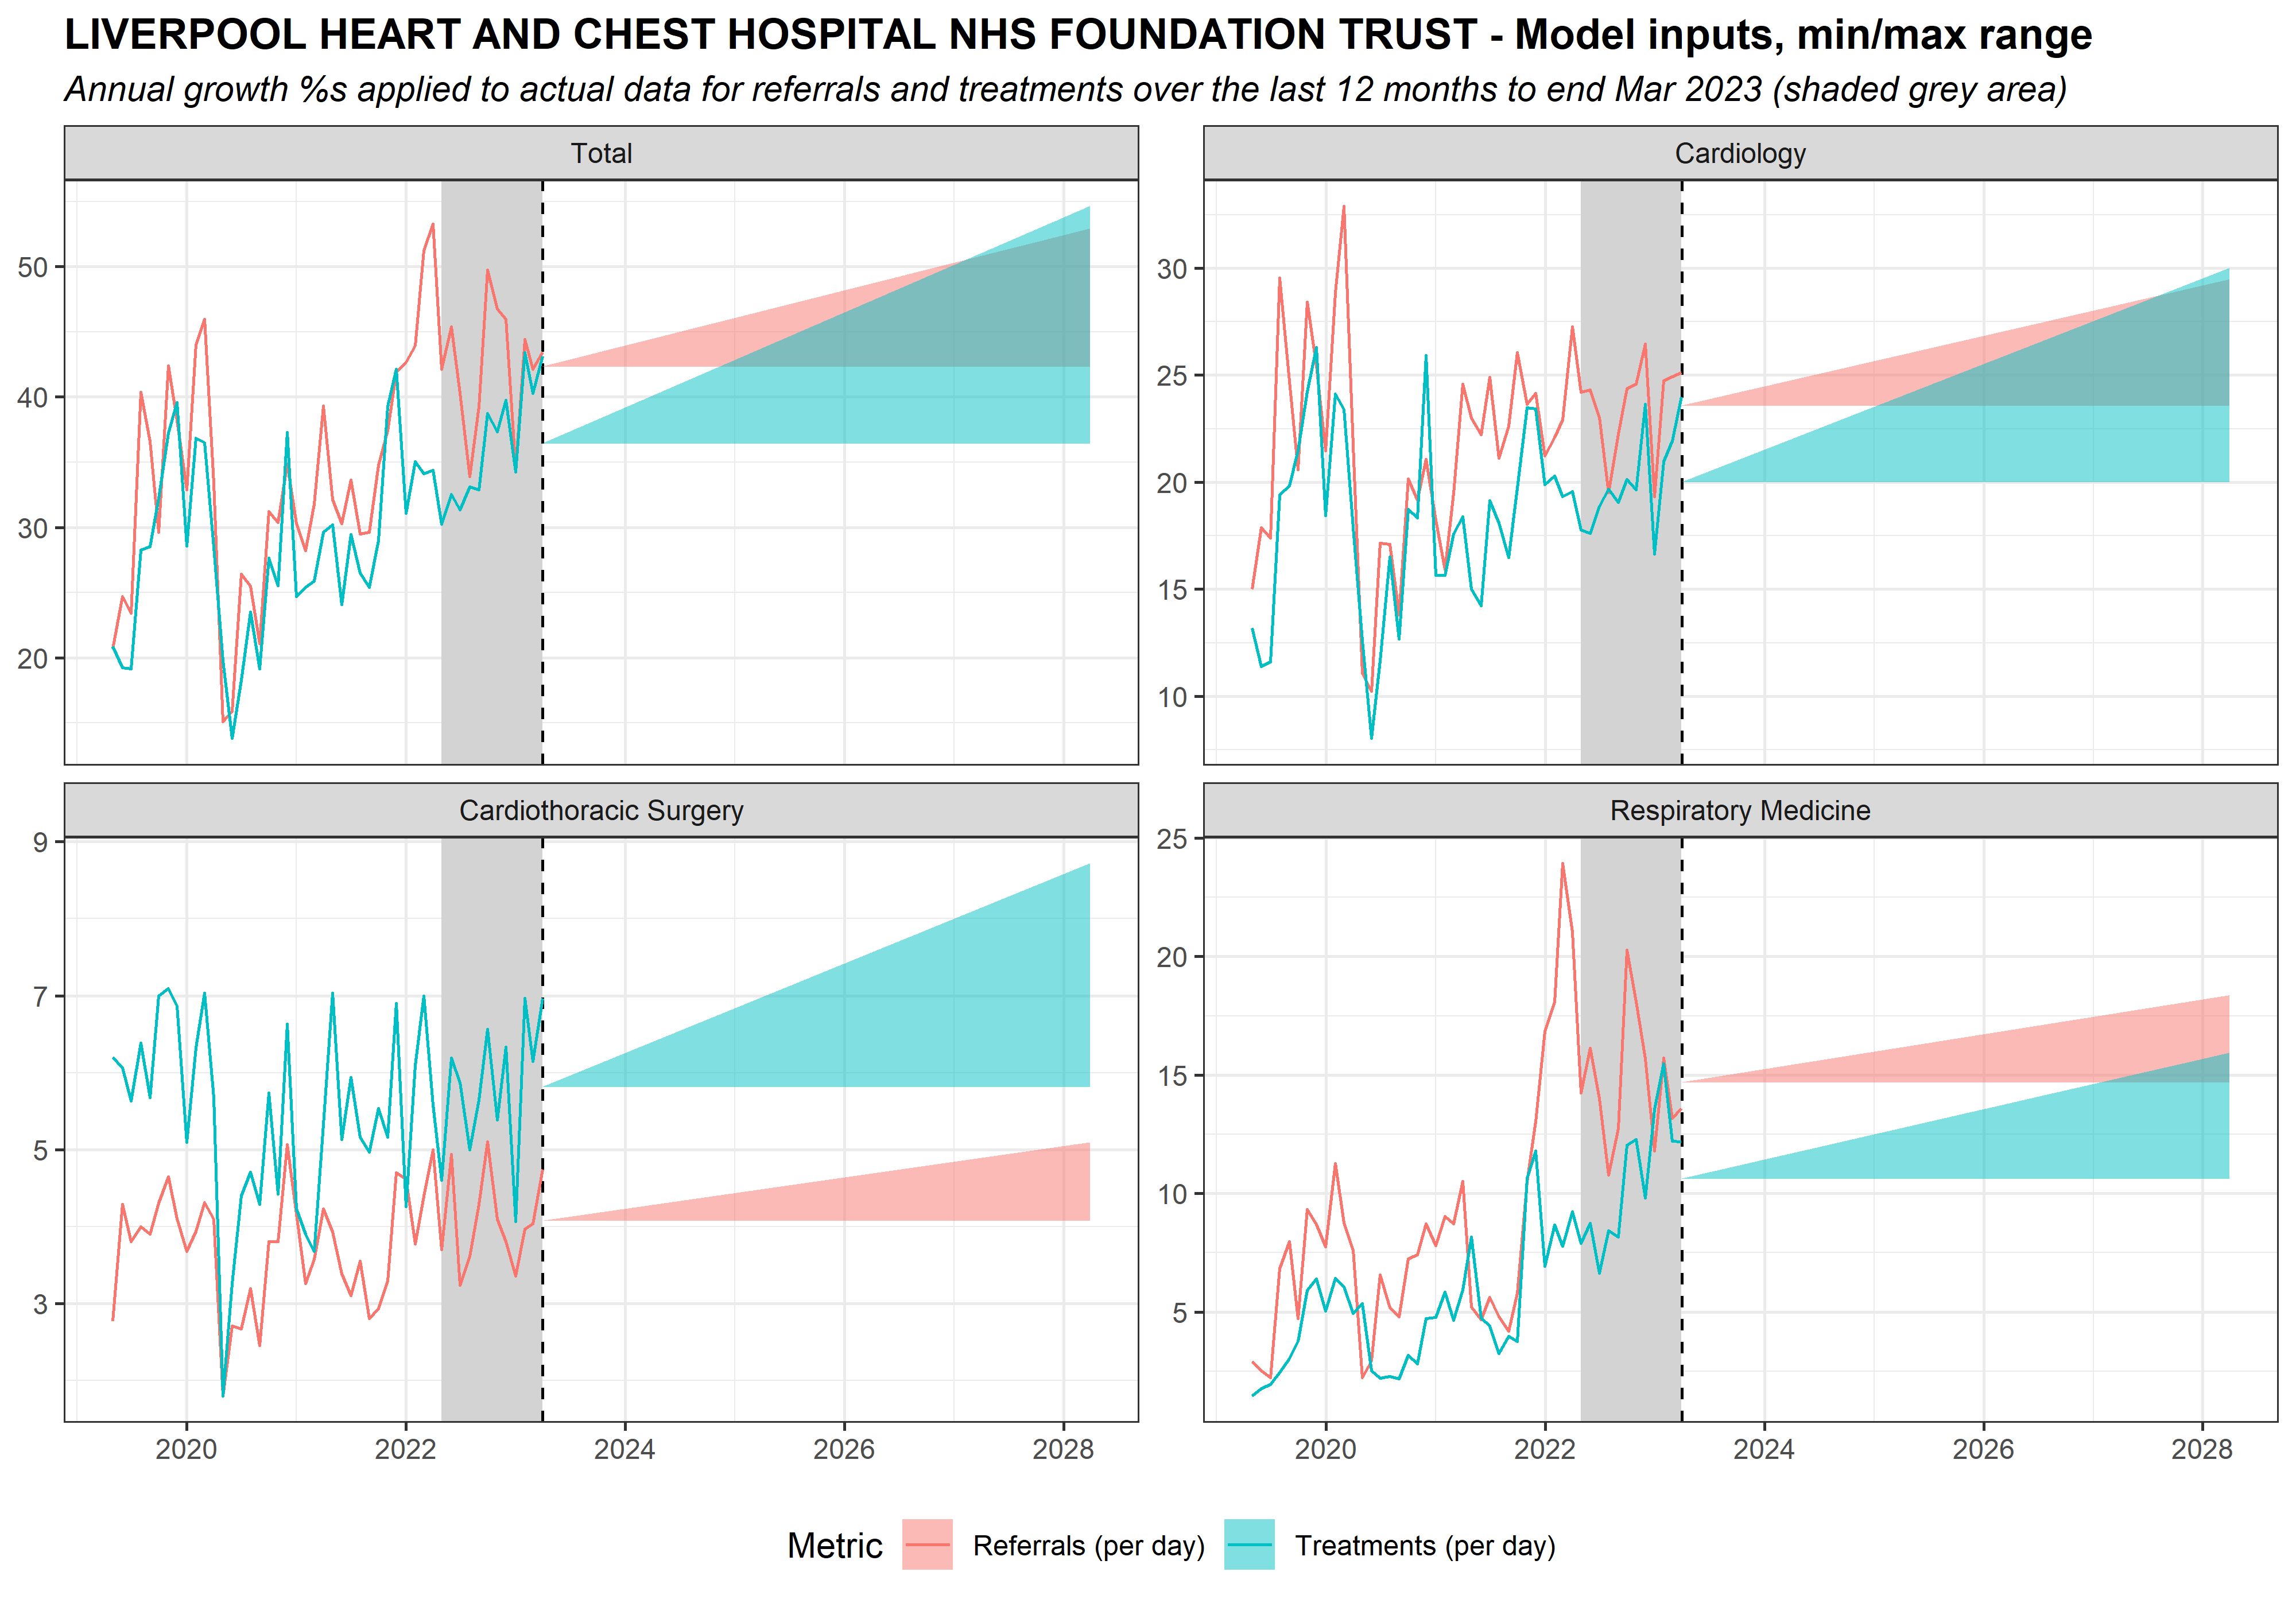 LIVERPOOL HEART AND CHEST HOSPITAL NHS FOUNDATION TRUST - Model inputs, min/max range
Annual growth %s applied to actual data for referrals and treatments over the last 12 months to end Mar 2023 (shaded grey area)
Total
50
40
30
20
Cardiology
30
25
20
15
10
Cardiothoracic Surgery
9
7
5
3
2020 2022 2024 2026 2028
Respiratory Medicine
25
20
15
10
5
2020 2022 2024 2026 2028
Metric Referrals (per day) Treatments (per day)